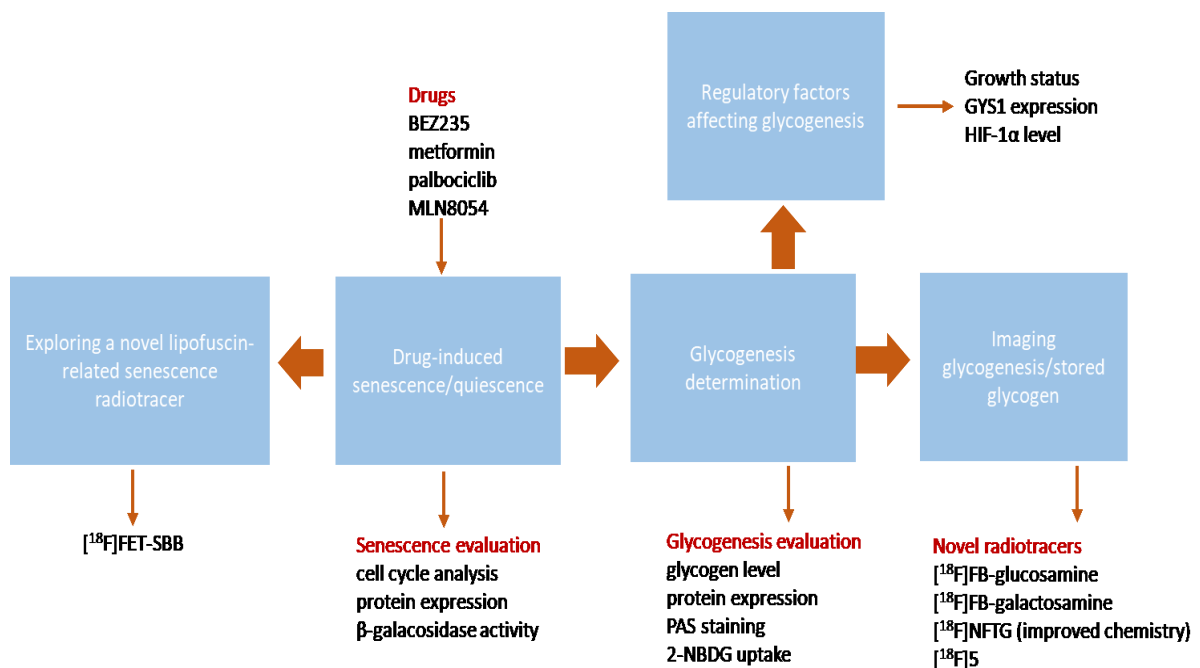 Drugs
BEZ235
metformin
palbociclib
MLN8054
Regulatory factors
affecting glycogenesis
Growth status
GYS1 expression
HIF-1α level
Exploring a novel lipofuscin-
related senescence
radiotracer
Drug-induced
senescence/quiescence
Glycogenesis
determination
Imaging
glycogenesis/stored
glycogen
[¹⁸F]FET-SBB
Senescence evaluation
cell cycle analysis
protein expression
β-galacosidase activity
Glycogenesis evaluation
glycogen level
protein expression
PAS staining
2-NBDG uptake
Novel radiotracers
[¹⁸F]FB-glucosamine
[¹⁸F]FB-galactosamine
[¹⁸F]NFTG (improved chemistry)
[¹⁸F]5